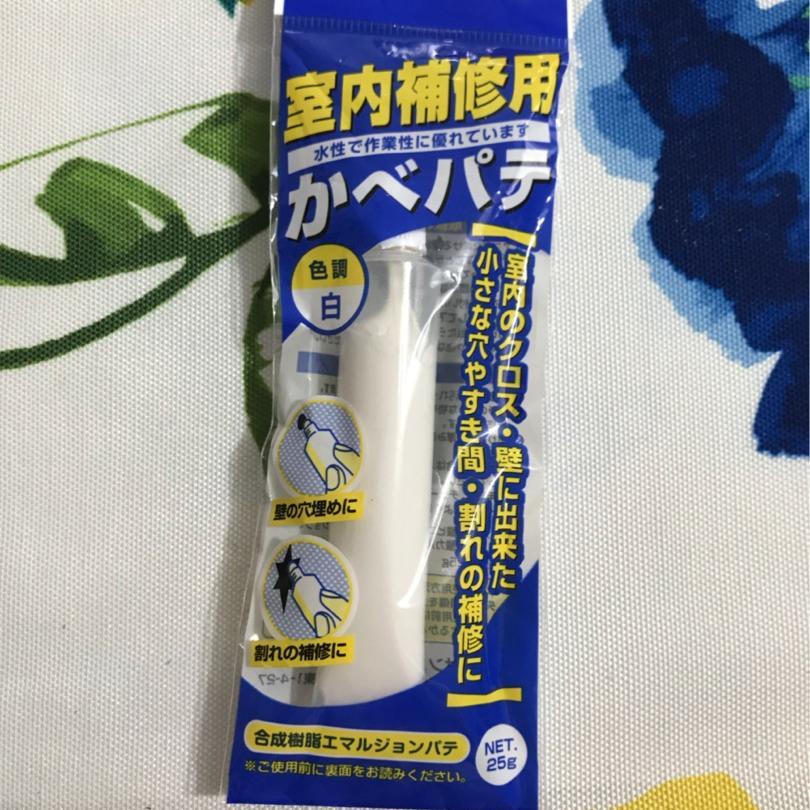 室内補修用
水性で作業性に優れています
かべパテ
色調
白
室内のクロス・壁に出来た
小さな穴やすき間・割れの補修に
壁の穴埋めに
割れの補修に
合成樹脂エマルジョンパテ
NET.
25g
※ご使用前に裏面をお読みください。